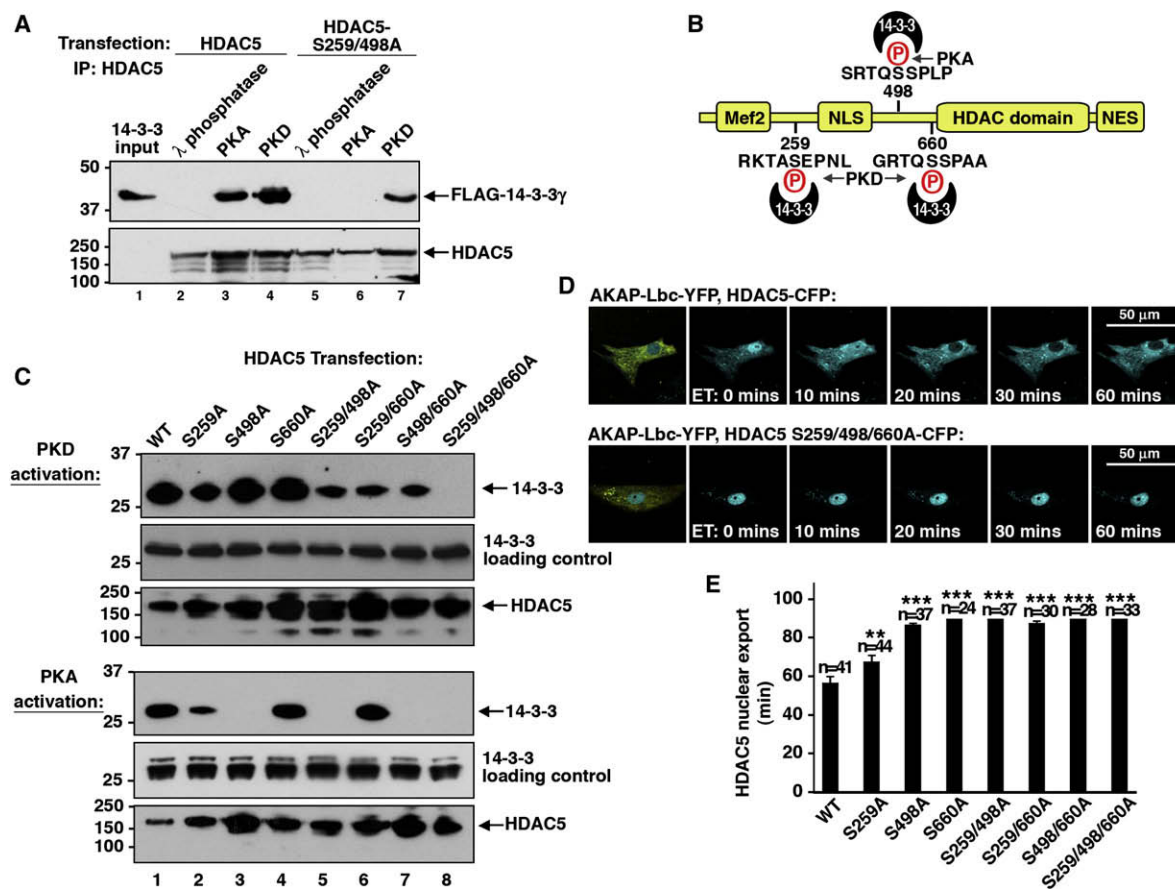 A
Transfection:
HDAC5
HDAC5-
S259/498A
IP: HDAC5
14-3-3
input
λ phosphatase
PKA
PKD
λ phosphatase
PKA
PKD
50
37
FLAG-14-3-3γ
250
150
100
HDAC5
1 2 3 4 5 6 7
B
14-3-3
P
PKA
SRTQSSPLP
498
Mef2
NLS
HDAC domain
NES
259
660
RKTASEPNL
GRTQSSPAA
P
PKD
P
14-3-3
14-3-3
C
HDAC5 Transfection:
WT
S259A
S498A
S660A
S259/498A
S259/660A
S498/660A
S259/498/660A
PKD
activation:
37
25
14-3-3
25
14-3-3
loading control
250
150
100
HDAC5
PKA
activation:
37
25
14-3-3
25
14-3-3
loading control
250
150
100
HDAC5
1 2 3 4 5 6 7 8
D
AKAP-Lbc-YFP, HDAC5-CFP:
50 μm
ET: 0 mins
10 mins
20 mins
30 mins
60 mins
AKAP-Lbc-YFP, HDAC5 S259/498/660A-CFP:
50 μm
ET: 0 mins
10 mins
20 mins
30 mins
60 mins
E
HDAC5 nuclear export
(min)
100
80
60
40
20
0
n=41
**
n=44
***
n=37
***
n=24
***
n=37
***
n=30
***
n=28
***
n=33
WT
S259A
S498A
S660A
S259/498A
S259/660A
S498/660A
S259/498/660A